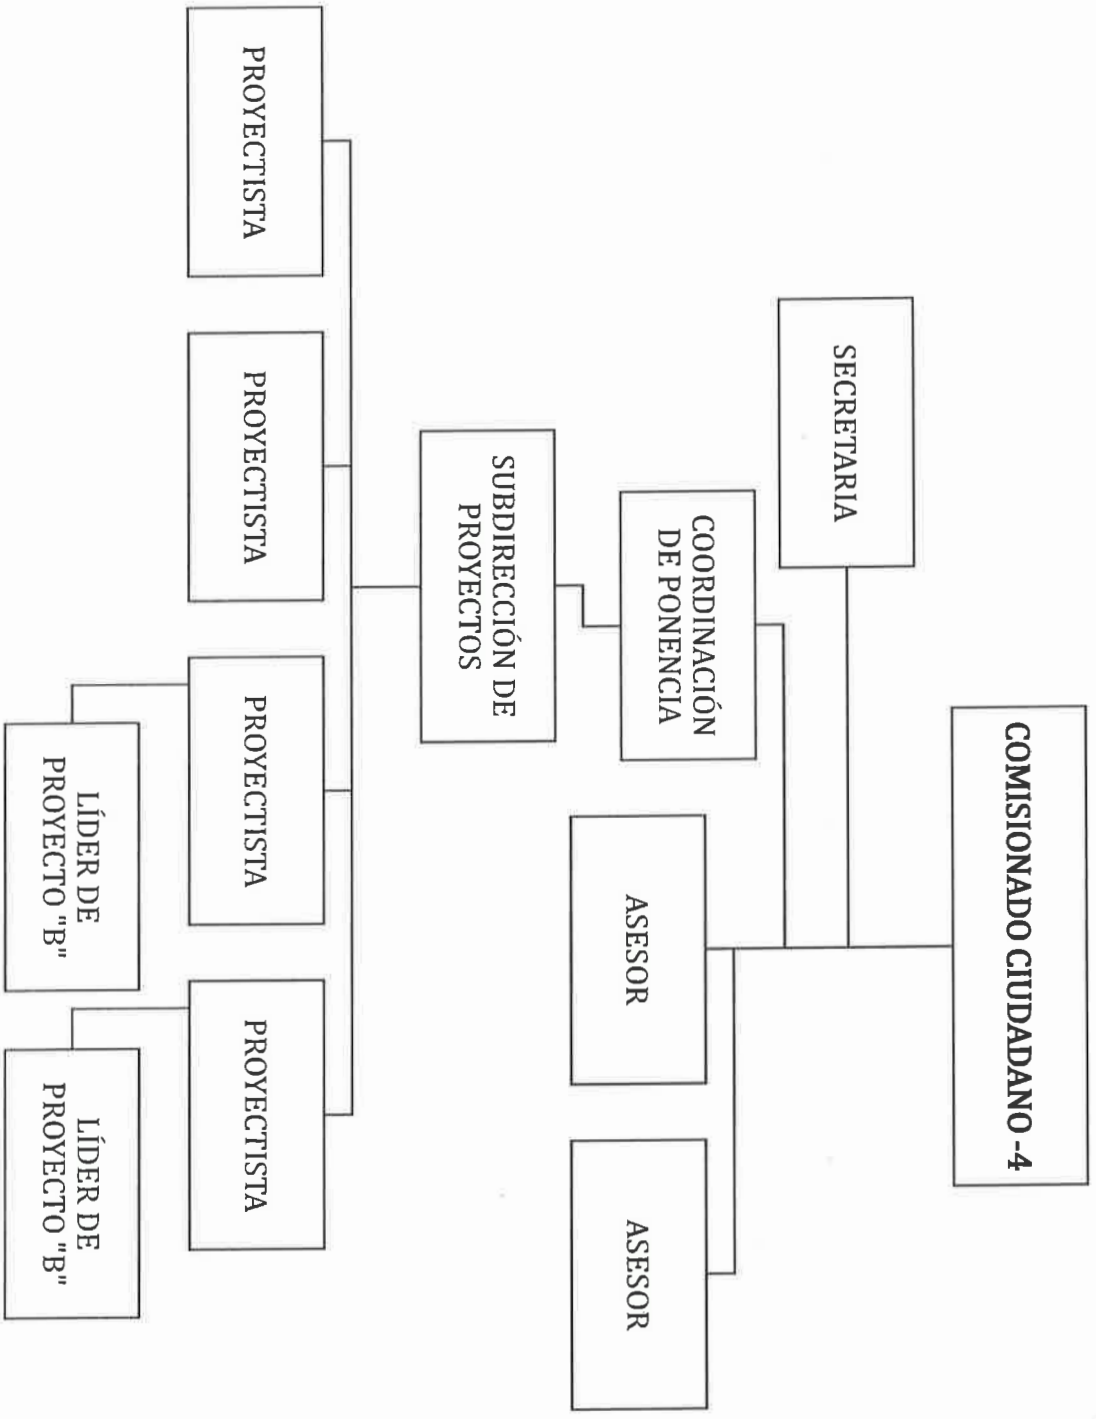 COMISIONADO CIUDADANO -4
SECRETARIA
COORDINACIÓN
DE PONENCIA
ASESOR
ASESOR
SUBDIRECCIÓN DE
PROYECTOS
PROYECTISTA
PROYECTISTA
PROYECTISTA
PROYECTISTA
LÍDER DE
PROYECTO "B"
LÍDER DE
PROYECTO "B"